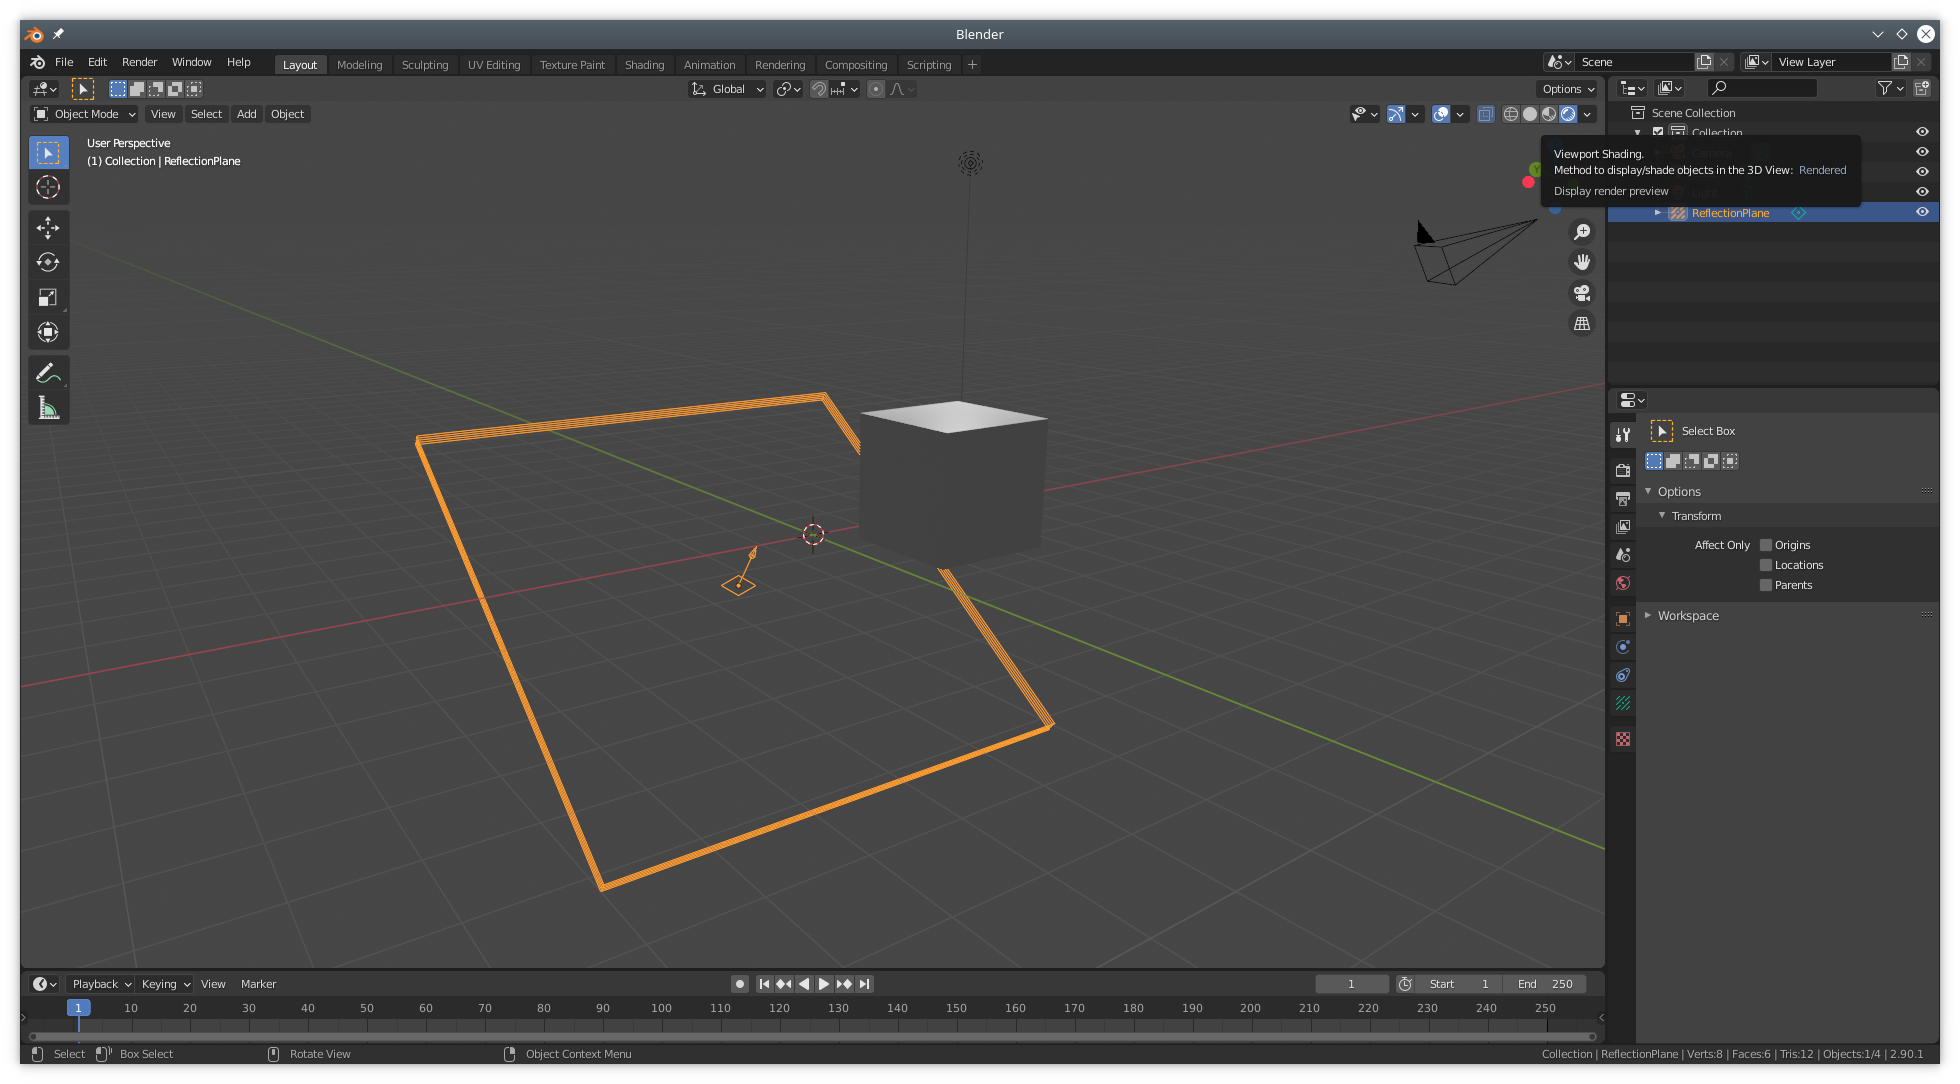 Blender
File Edit Render Window Help
Layout Modeling Sculpting UV Editing Texture Paint Shading Animation Rendering Compositing Scripting +
Scene
View Layer
Global
Options
Object Mode View Select Add Object
User Perspective
(1) Collection | ReflectionPlane
Scene Collection
Collection
Viewport Shading.
Method to display/shade objects in the 3D View: Rendered
Display render preview
ReflectionPlane
Y
Select Box
Options
Transform
Affect Only Origins
Locations
Parents
Workspace
Playback Keying View Marker
1 Start 1 End 250
1 10 20 30 40 50 60 70 80 90 100 110 120 130 140 150 160 170 180 190 200 210 220 230 240 250
Select Box Select Rotate View Object Context Menu
Collection | ReflectionPlane | Verts:8 | Faces:6 | Tris:12 | Objects:1/4 | 2.90.1